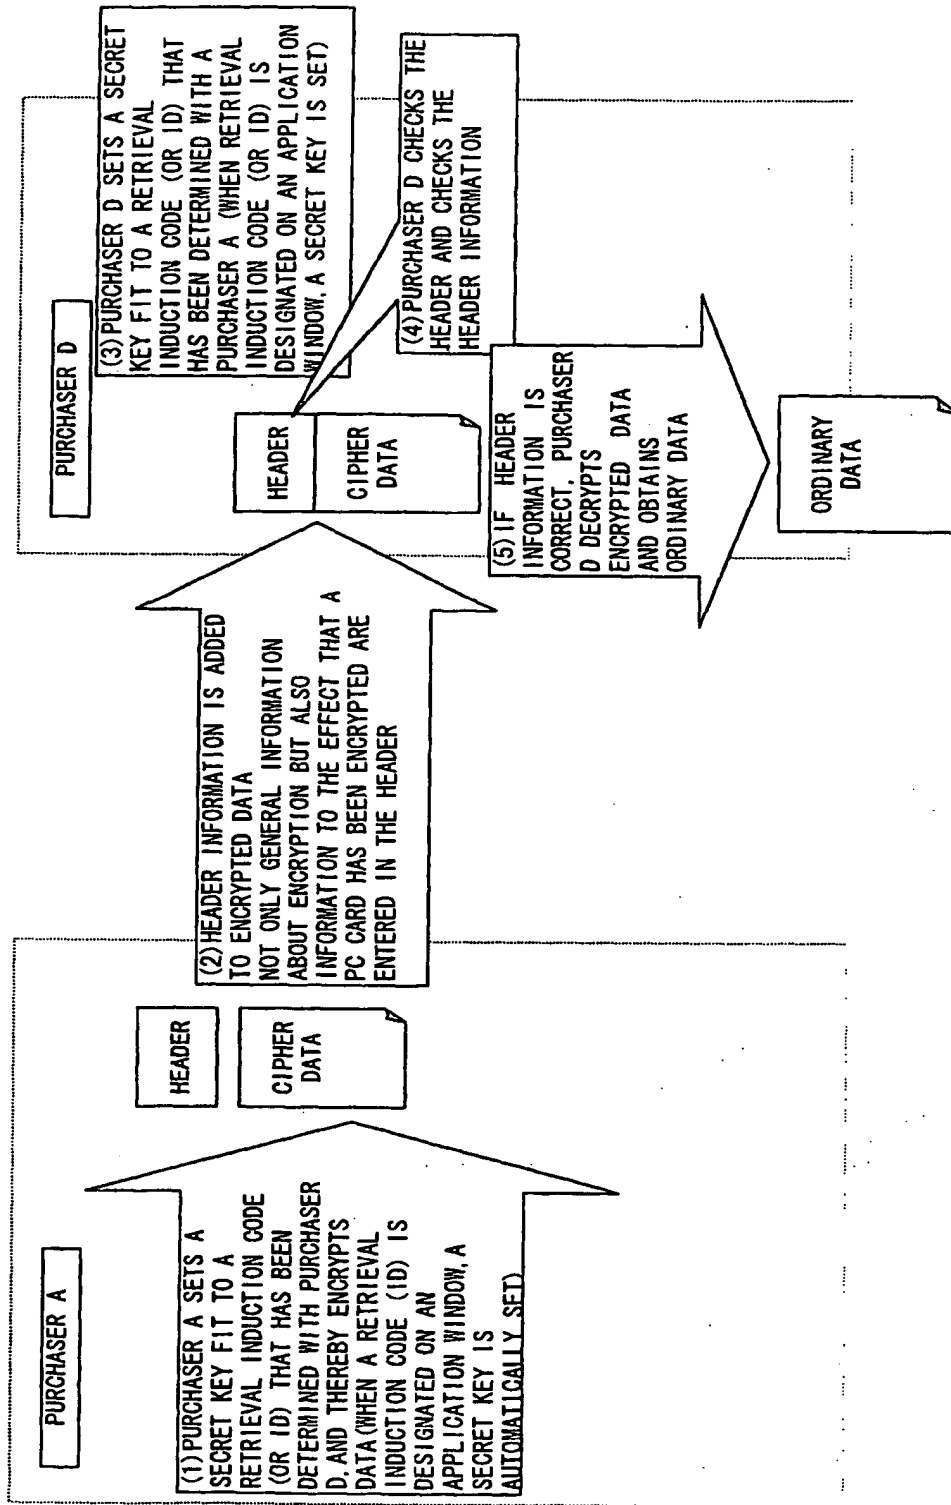 PURCHASER A
(1)PURCHASER A SETS A
SECRET KEY FIT TO A
RETRIEVAL INDUCTION CODE
(OR ID) THAT HAS BEEN
DETERMINED WITH PURCHASER
D, AND THEREBY ENCRYPTS
DATA(WHEN A RETRIEVAL
INDUCTION CODE (ID) IS
DESIGNATED ON AN
APPLICATION WINDOW, A
SECRET KEY IS
AUTOMATICALLY SET)
HEADER
CIPHER
DATA
(2)HEADER INFORMATION IS ADDED
TO ENCRYPTED DATA
NOT ONLY GENERAL INFORMATION
ABOUT ENCRYPTION BUT ALSO
INFORMATION TO THE EFFECT THAT A
PC CARD HAS BEEN ENCRYPTED ARE
ENTERED IN THE HEADER
PURCHASER D
(3)PURCHASER D SETS A SECRET
KEY FIT TO A RETRIEVAL
INDUCTION CODE (OR ID) THAT
HAS BEEN DETERMINED WITH A
PURCHASER A (WHEN RETRIEVAL
INDUCTION CODE (OR ID) IS
DESIGNATED ON AN APPLICATION
WINDOW, A SECRET KEY IS SET)
HEADER
CIPHER
DATA
(4)PURCHASER D CHECKS THE
HEADER AND CHECKS THE
HEADER INFORMATION
(5)IF HEADER
INFORMATION IS
CORRECT, PURCHASER
D DECRYPTS
ENCRYPTED DATA
AND OBTAINS
ORDINARY DATA
ORDINARY
DATA